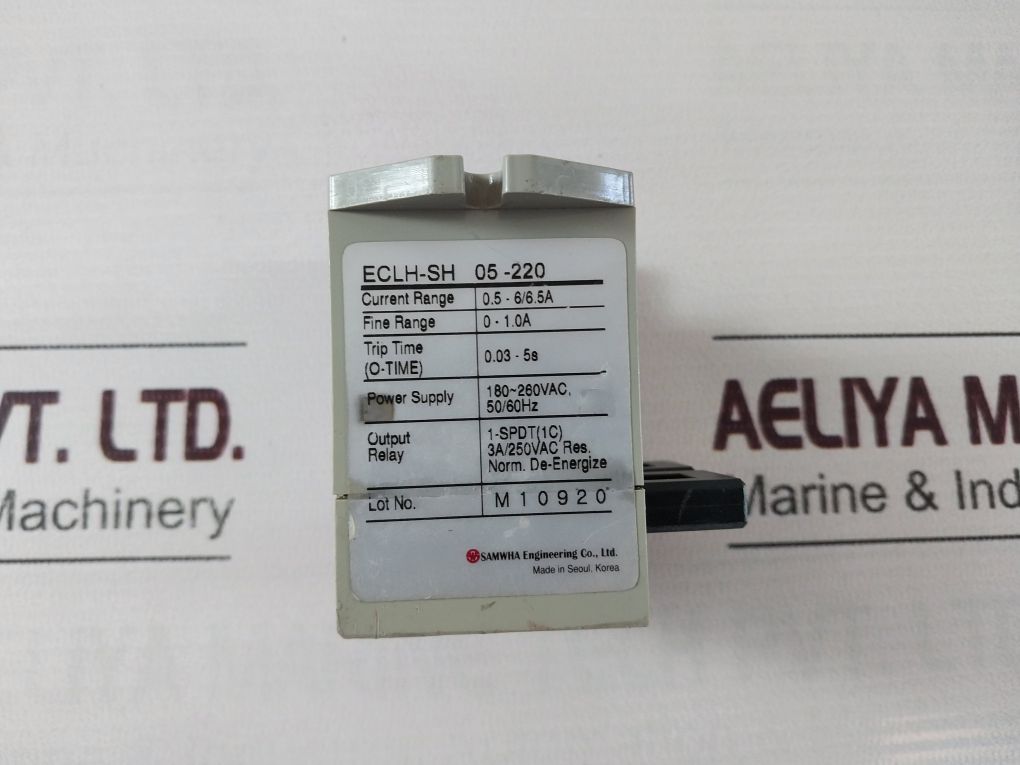 ECLH-SH 05 -220
Current Range 0.5 - 6/6.5A
Fine Range 0 - 1.0A
Trip Time
(O-TIME) 0.03 - 5s
Power Supply 180~260VAC,
50/60Hz
Output
Relay
1-SPDT(1C)
3A/250VAC Res.
Norm. De-Energize
Lot No. M10920
SAMWHA Engineering Co., Ltd.
Made in Seoul, Korea
VT. LTD.
Machinery
AELIYA M
Marine & Ind